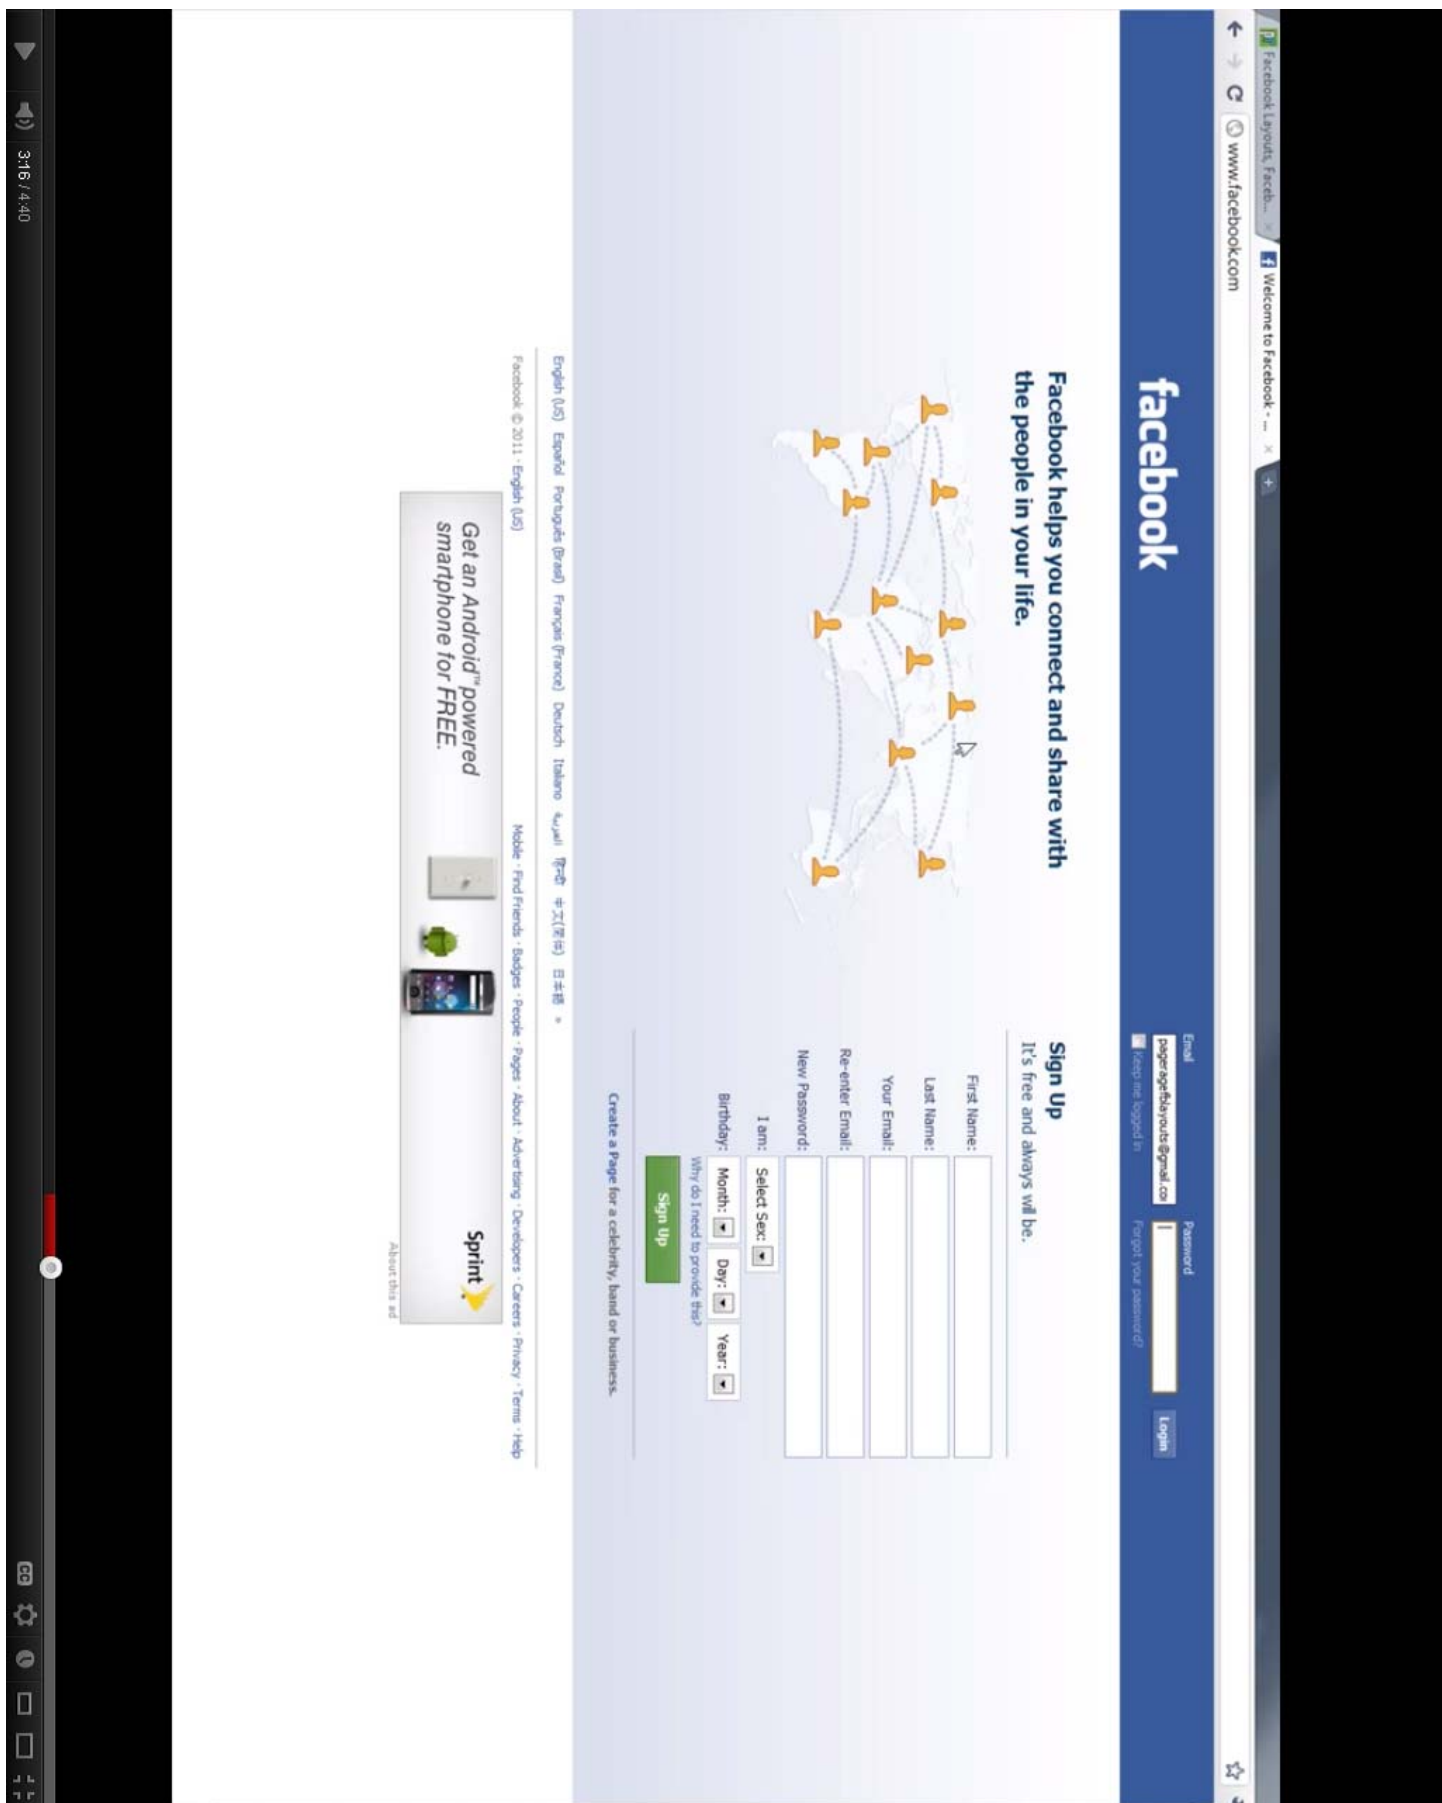 Facebook Layouts, Faceb...
Welcome to Facebook - ...
www.facebook.com
facebook
Email
Password
pageragefblayouts@gmail.co
Login
Keep me logged in
Forgot your password?
Facebook helps you connect and share with
the people in your life.
Sign Up
It's free and always will be.
First Name:
Last Name:
Your Email:
Re-enter Email:
New Password:
I am: Select Sex:
Birthday: Month: Day: Year:
Why do I need to provide this?
Sign Up
Create a Page for a celebrity, band or business.
English (US) Español Português (Brasil) Français (France) Deutsch Italiano العربية हिन्दी 中文(简体) 日本語 »
Facebook © 2011 · English (US)
Mobile · Find Friends · Badges · People · Pages · About · Advertising · Developers · Careers · Privacy · Terms · Help
Get an Android™ powered
smartphone for FREE.
Sprint
About this ad
3:16 / 4:40
CC